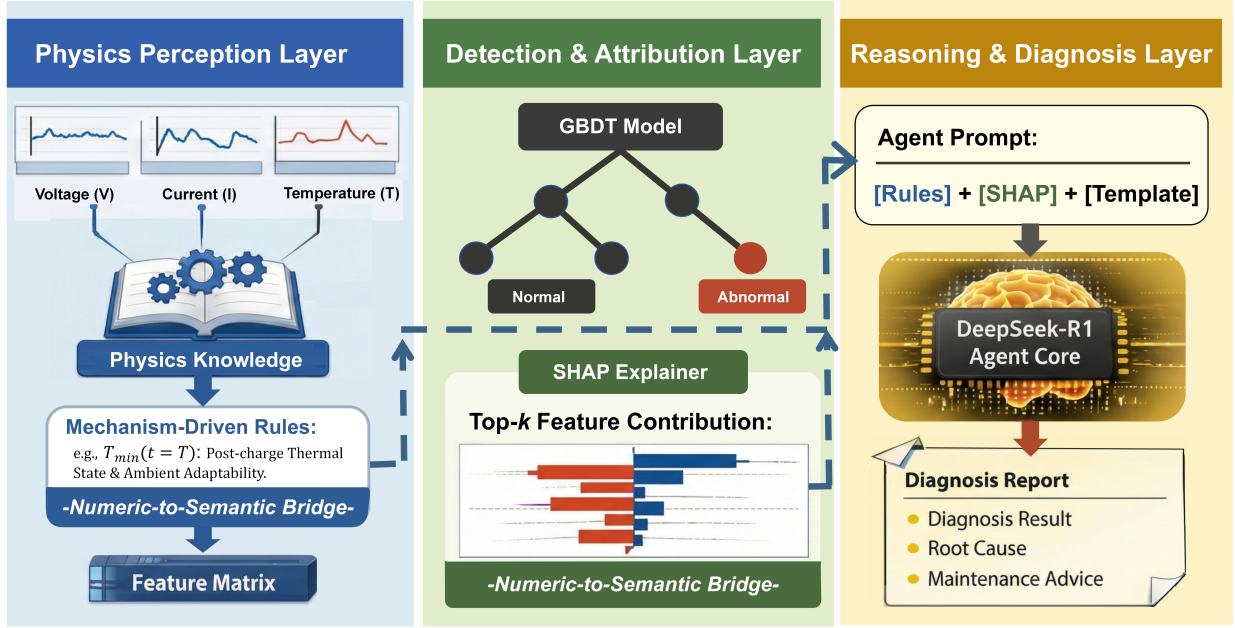 Physics Perception Layer
Voltage (V)
Current (I)
Temperature (T)
Physics Knowledge
Mechanism-Driven Rules:
e.g., T_min(t = T): Post-charge Thermal
State & Ambient Adaptability.
-Numeric-to-Semantic Bridge-
Feature Matrix
Detection & Attribution Layer
GBDT Model
Normal
Abnormal
SHAP Explainer
Top-k Feature Contribution:
-Numeric-to-Semantic Bridge-
Reasoning & Diagnosis Layer
Agent Prompt:
[Rules] + [SHAP] + [Template]
DeepSeek-R1
Agent Core
Diagnosis Report
Diagnosis Result
Root Cause
Maintenance Advice